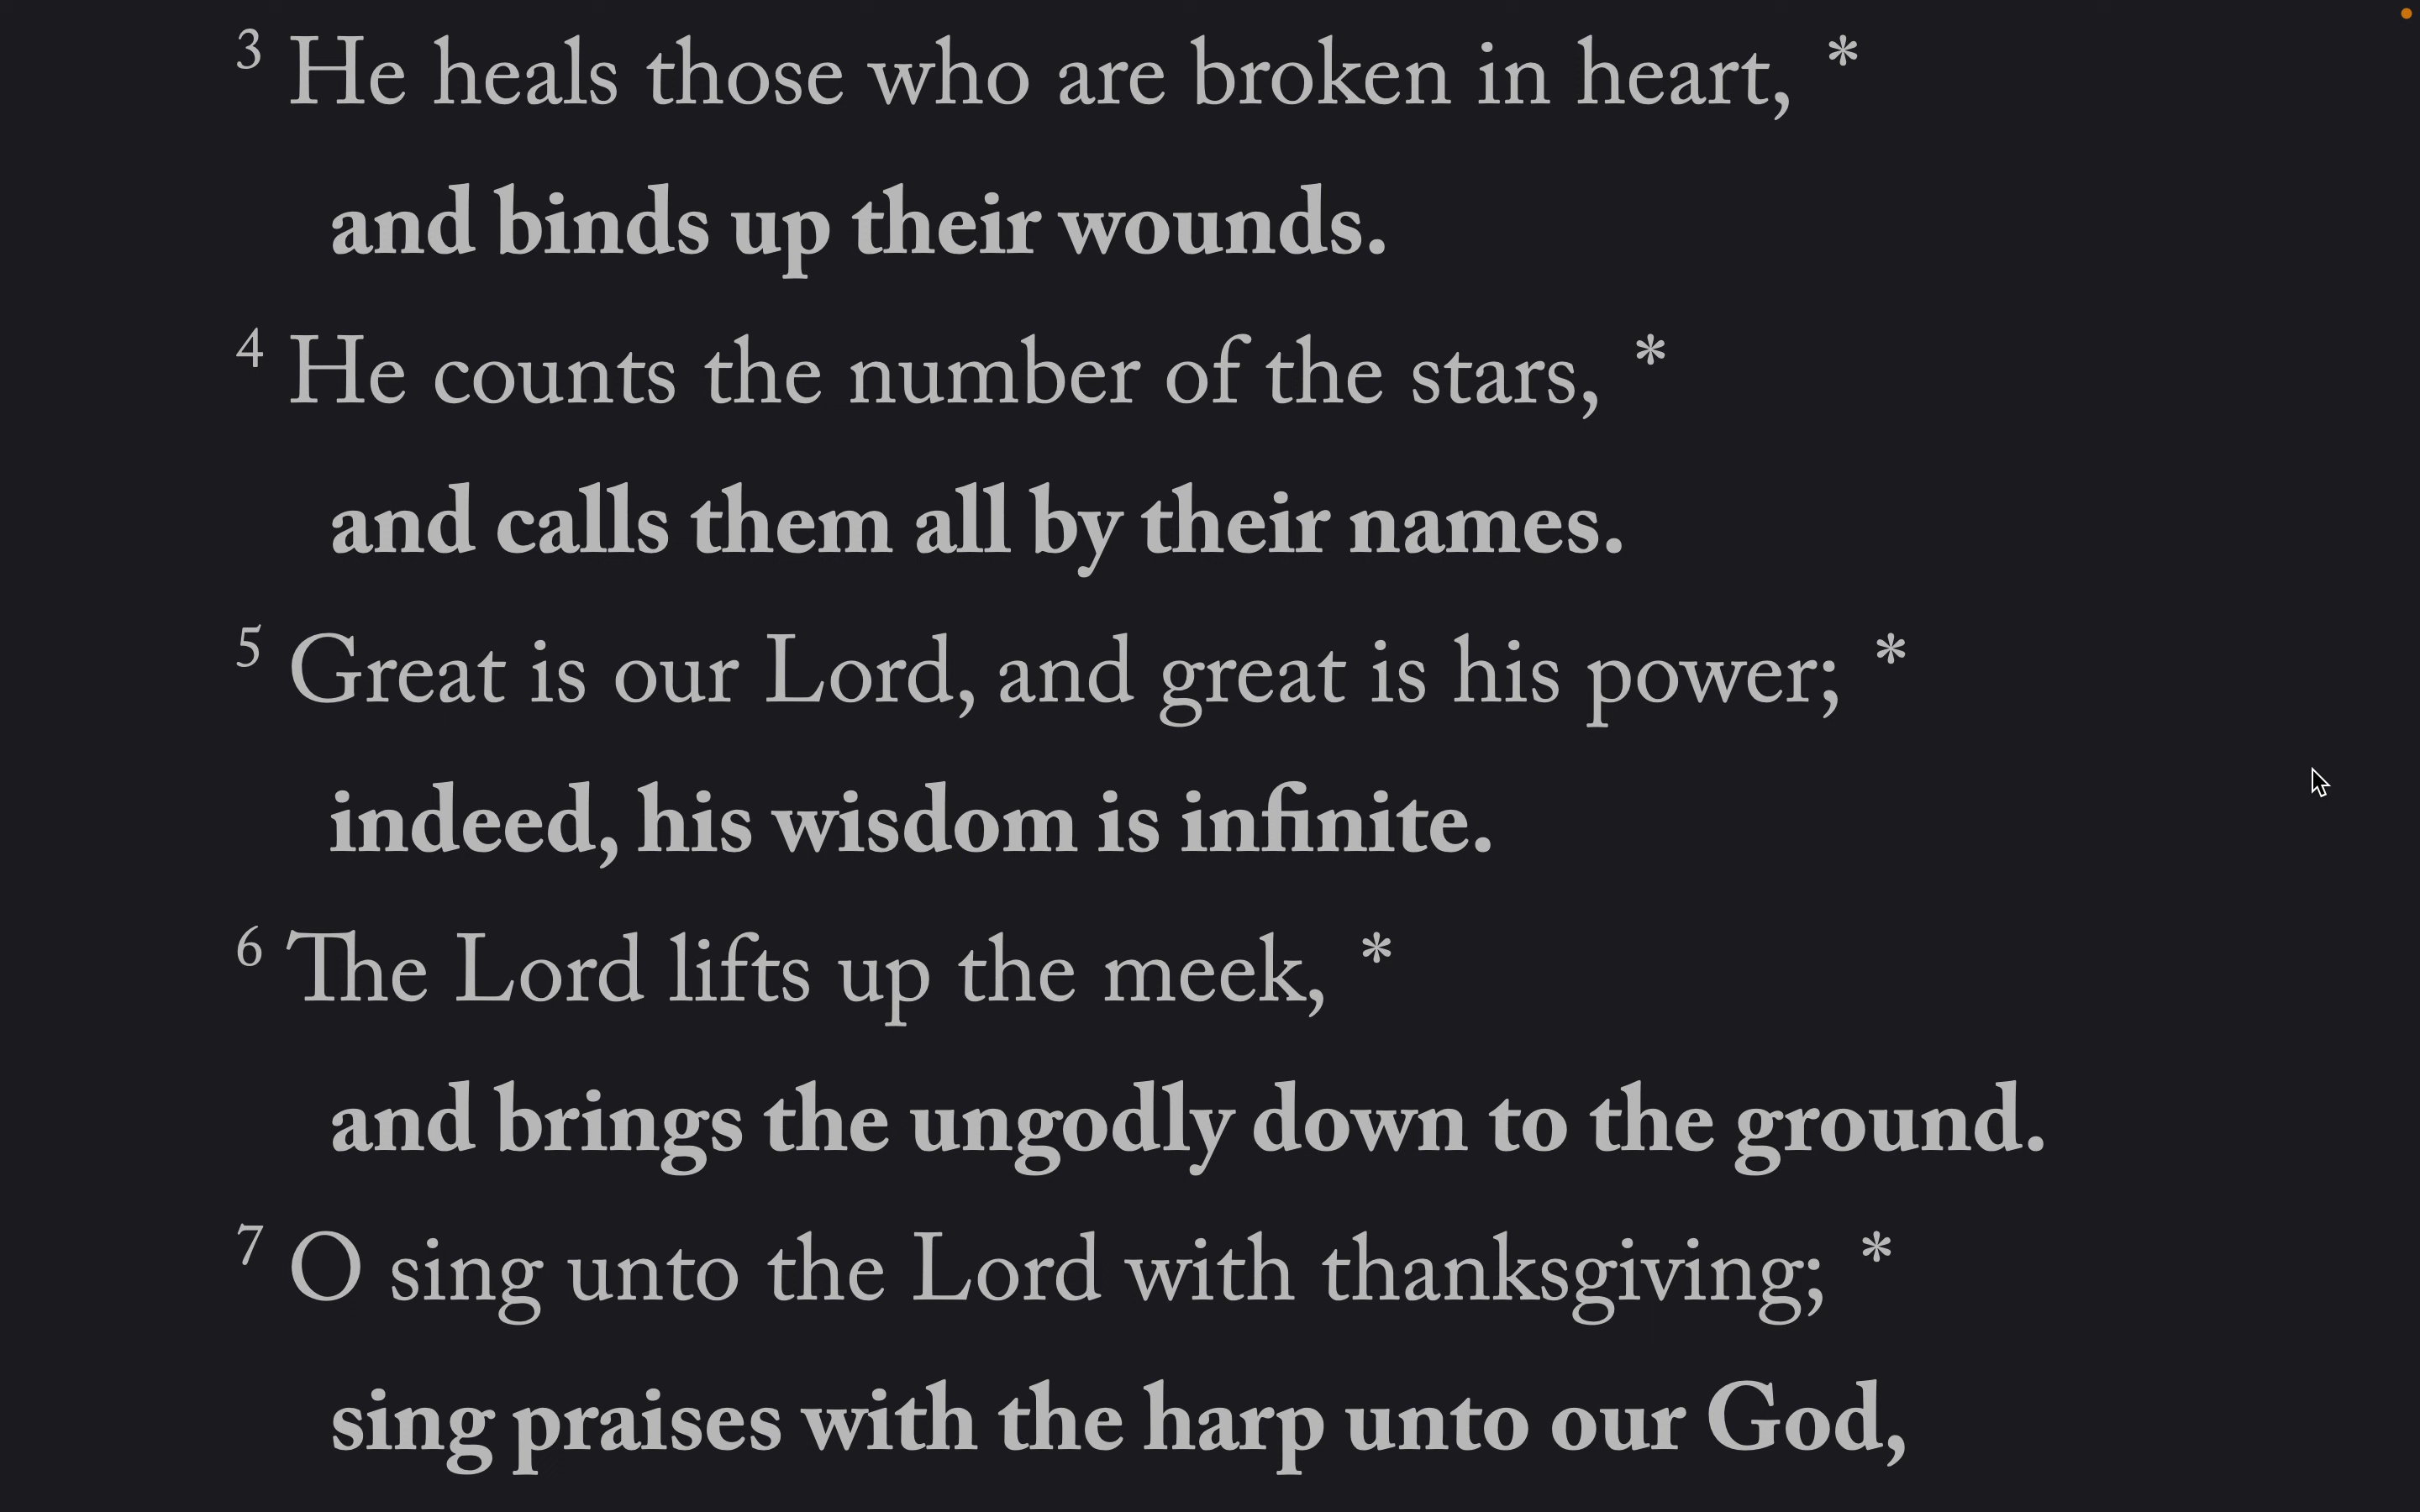 3 He heals those who are broken in heart, *
and binds up their wounds.
4 He counts the number of the stars, *
and calls them all by their names.
5 Great is our Lord, and great is his power; *
indeed, his wisdom is infinite.
6 The Lord lifts up the meek, *
and brings the ungodly down to the ground.
7 O sing unto the Lord with thanksgiving; *
sing praises with the harp unto our God,